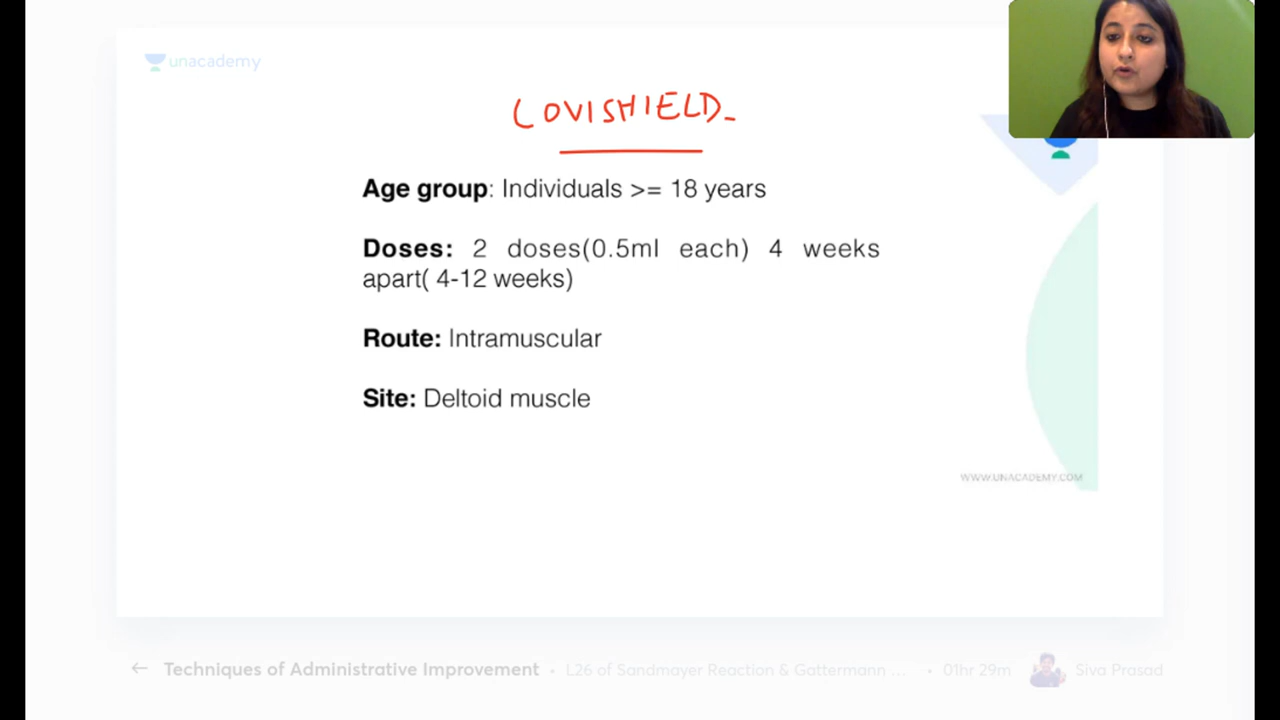 unacademy
COVISHIELD
Age group: Individuals >= 18 years
Doses: 2 doses(0.5ml each) 4 weeks
apart( 4-12 weeks)
Route: Intramuscular
Site: Deltoid muscle
WWW.UNACADEMY.COM
← Techniques of Administrative Improvement • L26 of Sandmayer Reaction & Gattermann ... • 01hr 29m Siva Prasad